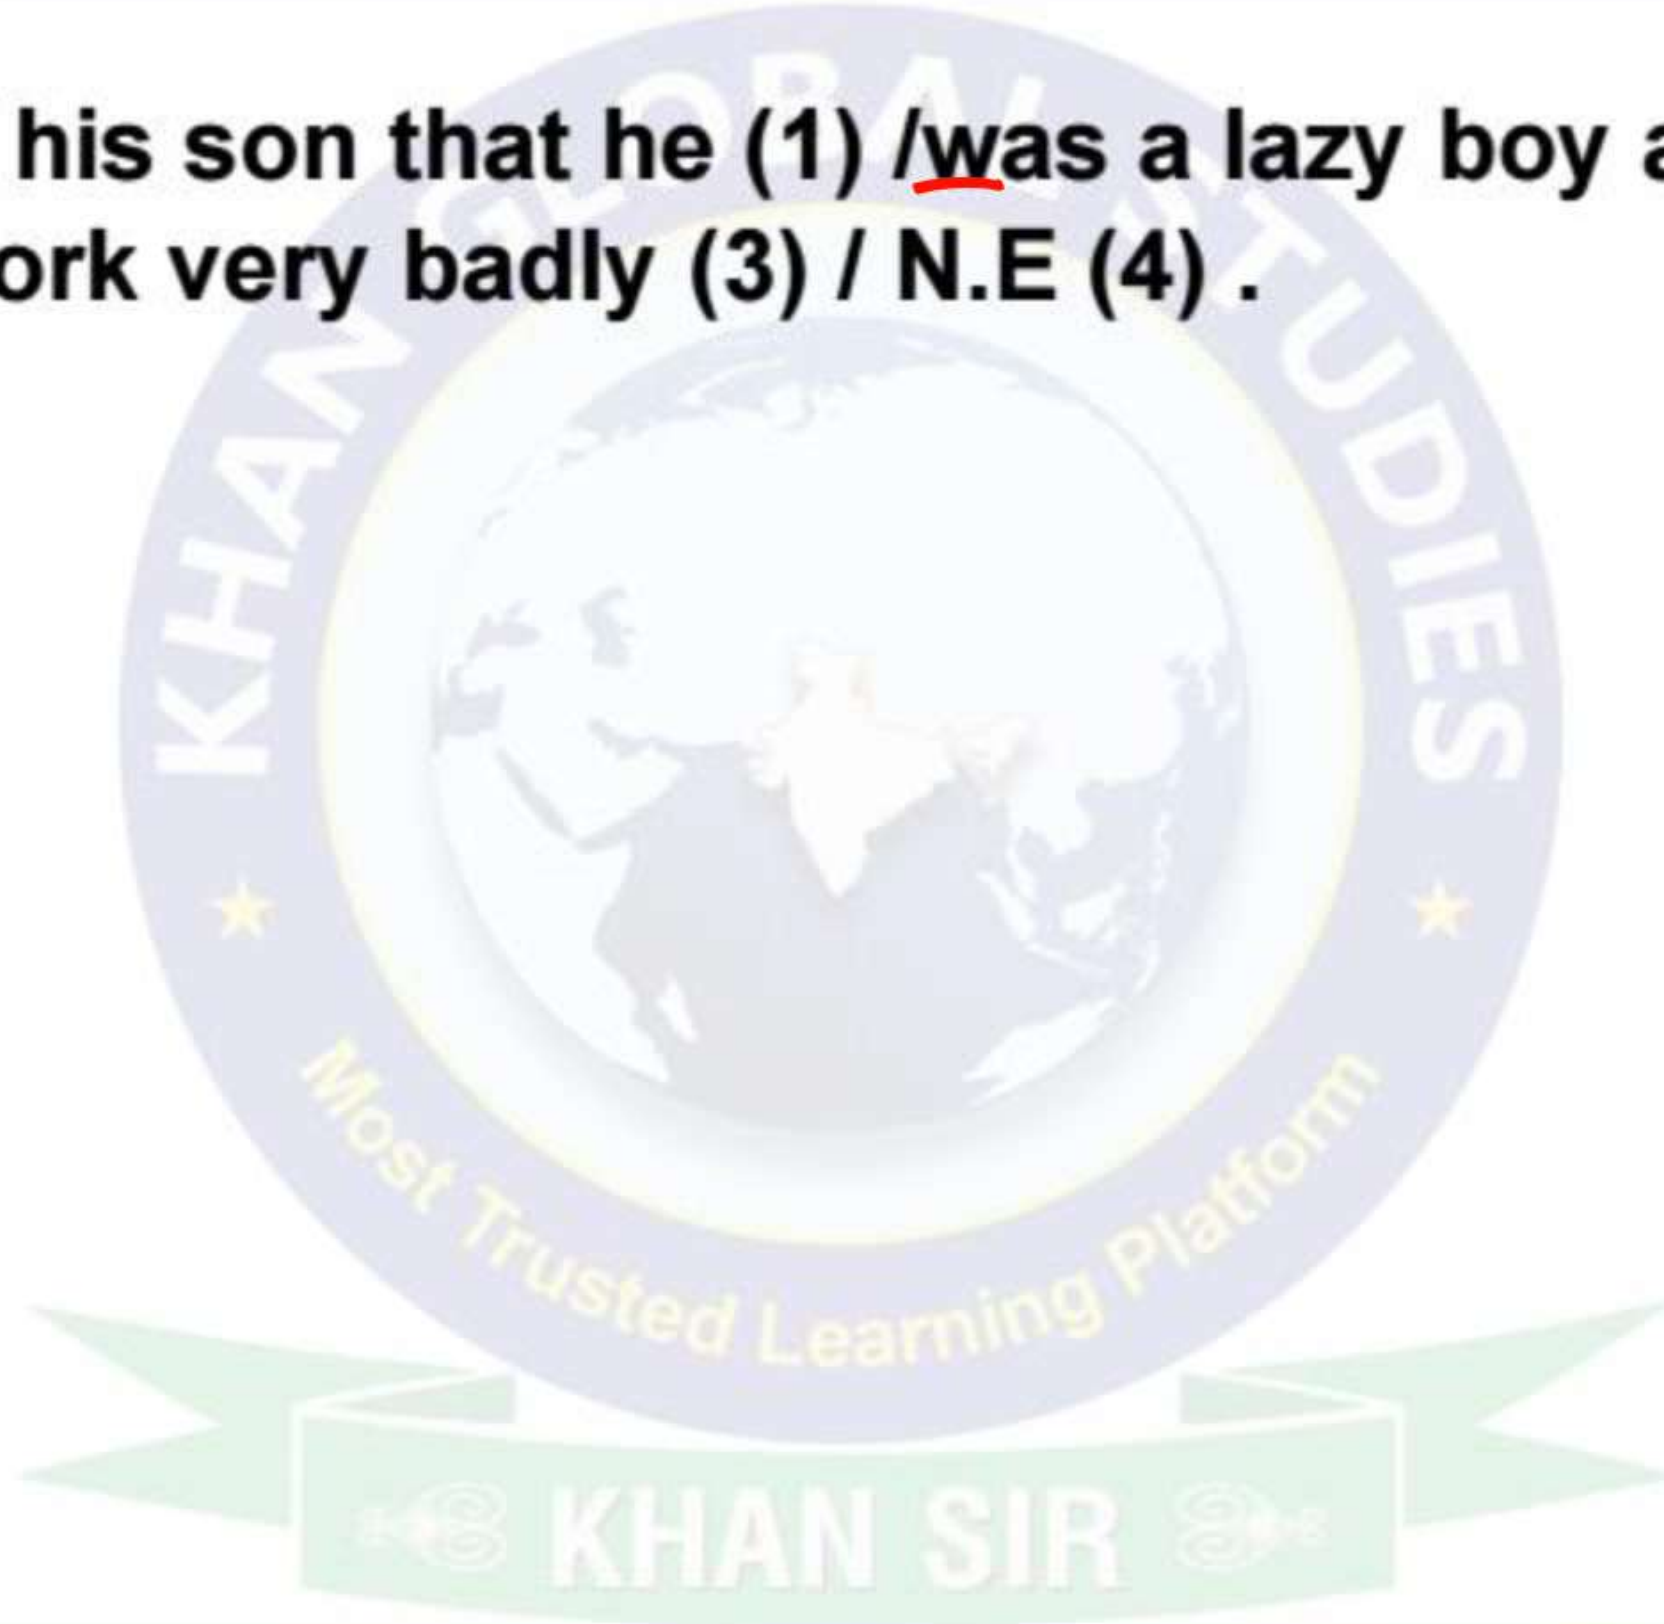 his son that he (1) /was a lazy boy
very badly (3) / N.E (4) .
KHAN GLOBAL STUDIES
Most Trusted Learning Platform
KHAN SIR